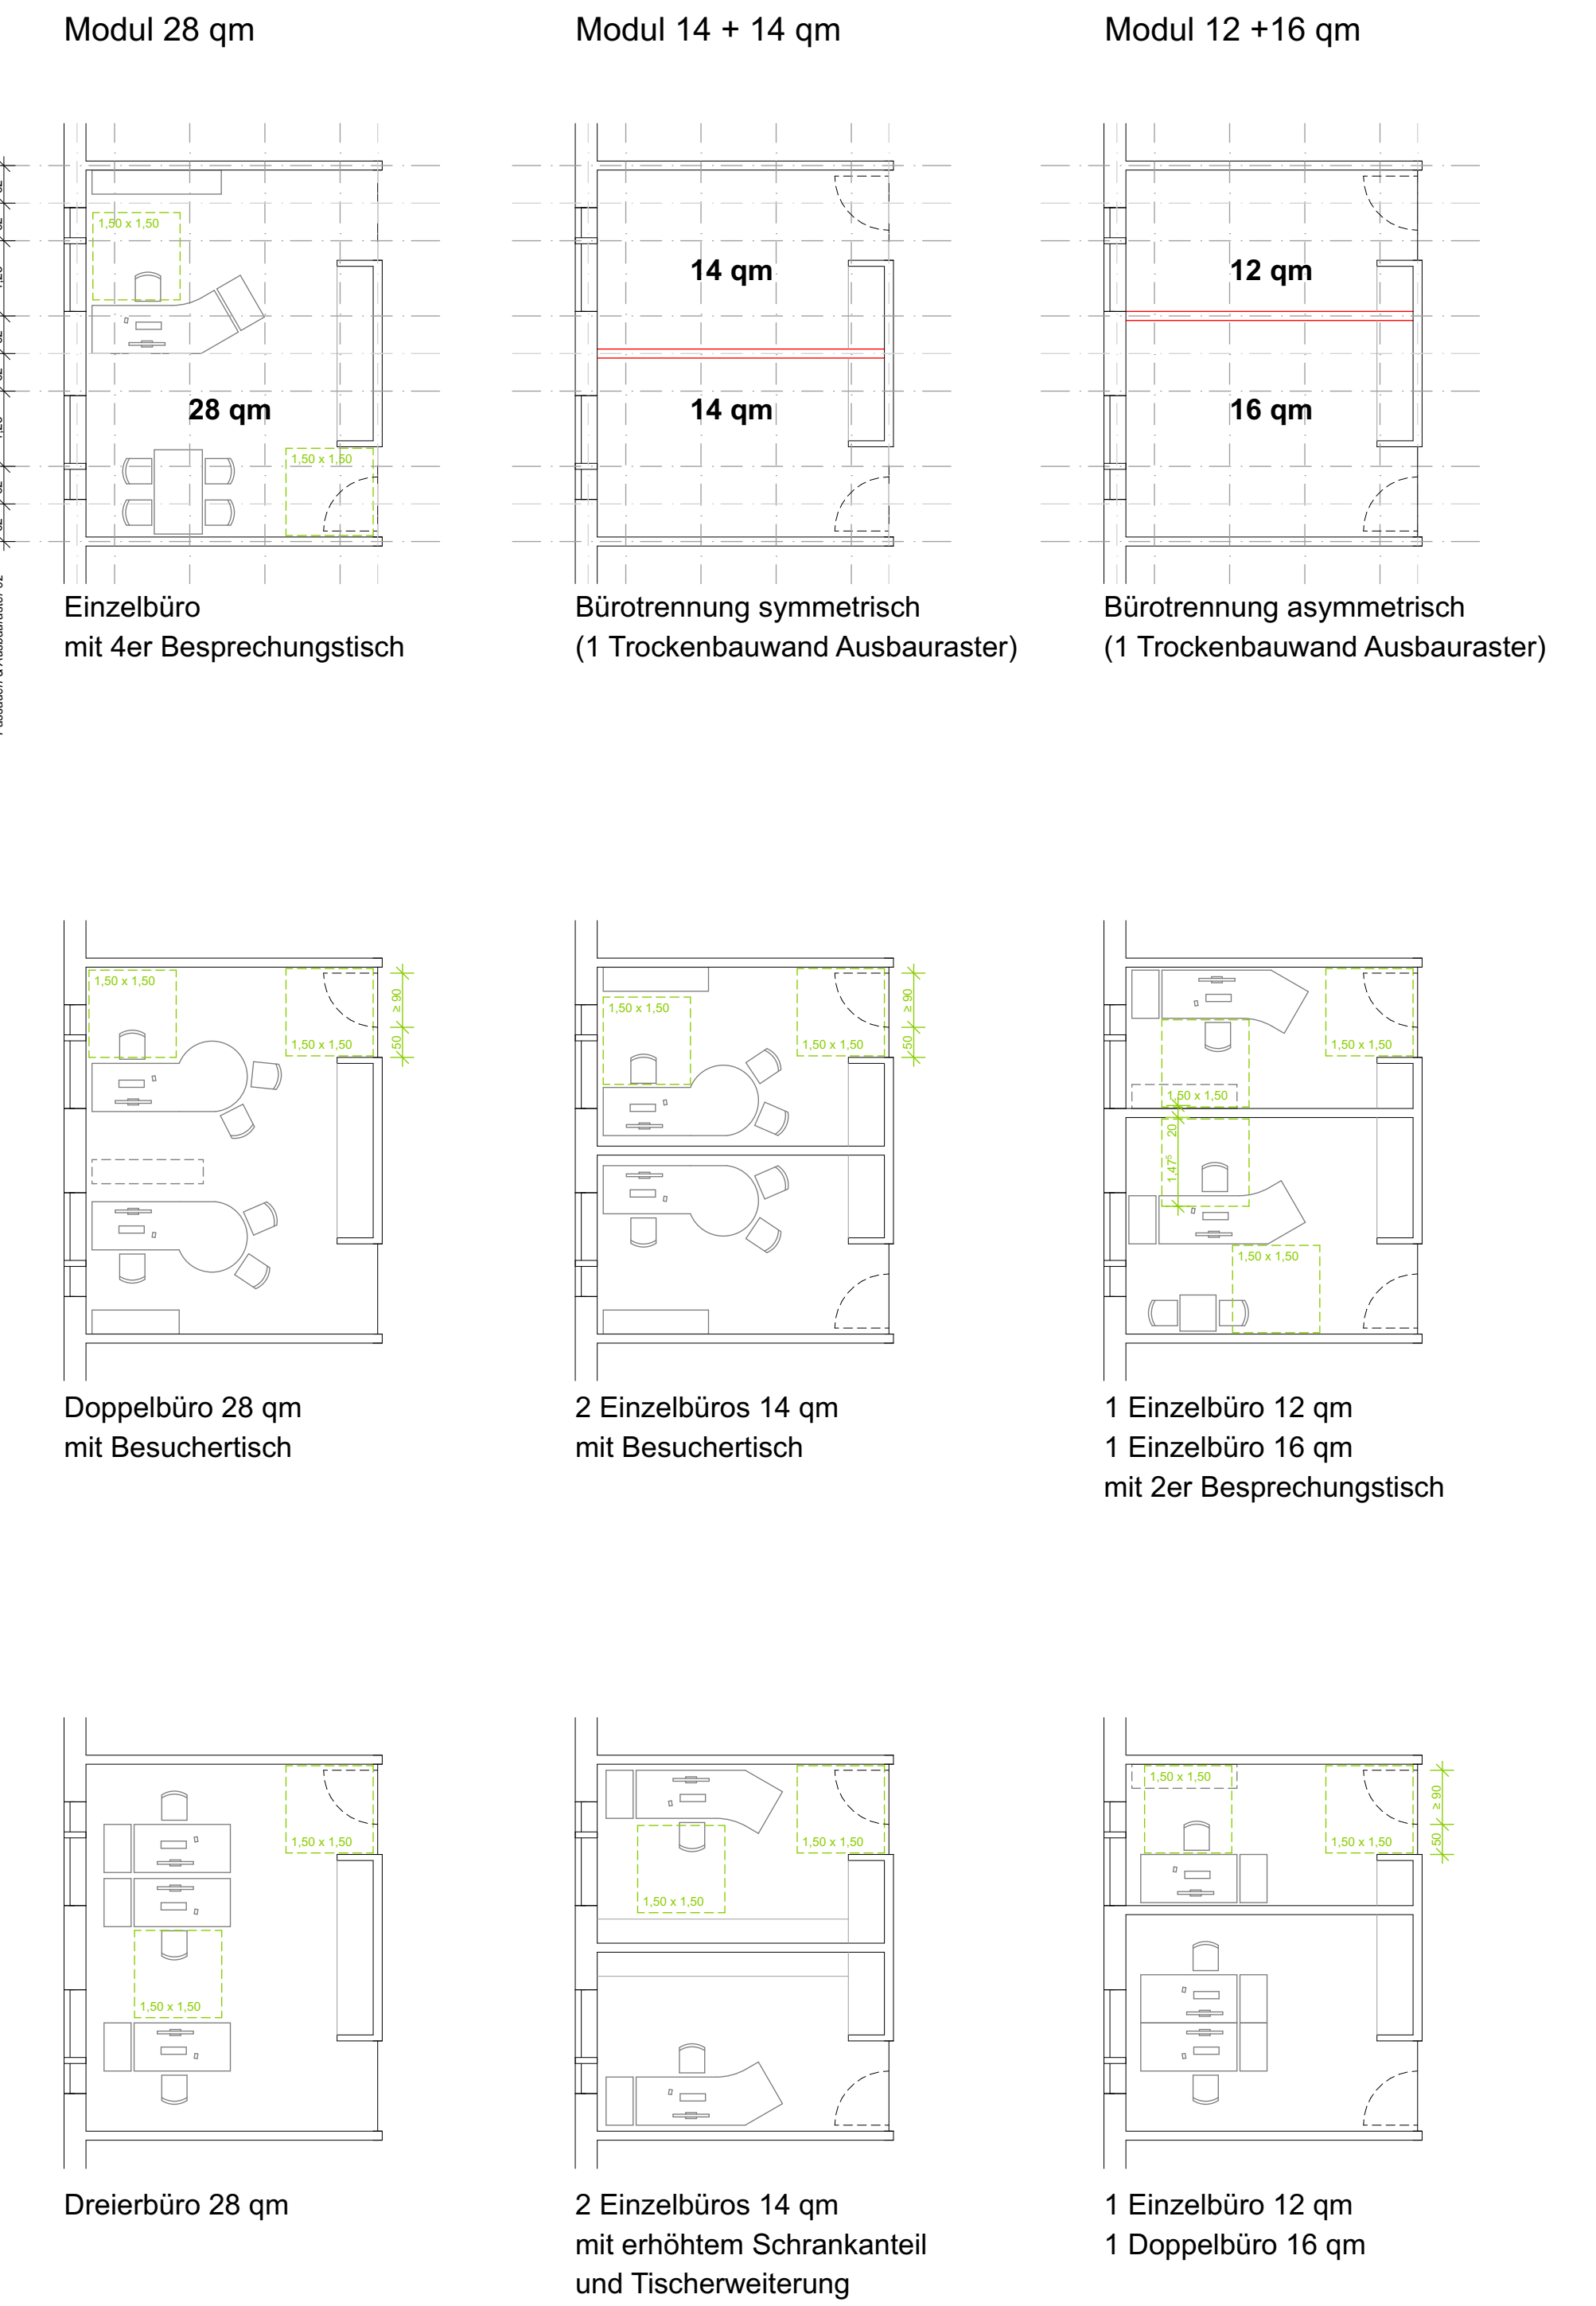 Modul 28 qm
Modul 14 + 14 qm
Modul 12 +16 qm
1,50 x 1,50
28 qm
1,50 x 1,50
14 qm
14 qm
12 qm
16 qm
Einzelbüro
mit 4er Besprechungstisch
Bürotrennung symmetrisch
(1 Trockenbauwand Ausbauraster)
Bürotrennung asymmetrisch
(1 Trockenbauwand Ausbauraster)
1,50 x 1,50
1,50 x 1,50
≥ 90
50
1,50 x 1,50
1,50 x 1,50
≥ 90
50
1,50 x 1,50
1,50 x 1,50
20
1,47⁵
1,50 x 1,50
Doppelbüro 28 qm
mit Besuchertisch
2 Einzelbüros 14 qm
mit Besuchertisch
1 Einzelbüro 12 qm
1 Einzelbüro 16 qm
mit 2er Besprechungstisch
1,50 x 1,50
1,50 x 1,50
1,50 x 1,50
1,50 x 1,50
1,50 x 1,50
1,50 x 1,50
≥ 90
50
Dreierbüro 28 qm
2 Einzelbüros 14 qm
mit erhöhtem Schrankanteil
und Tischerweiterung
1 Einzelbüro 12 qm
1 Doppelbüro 16 qm